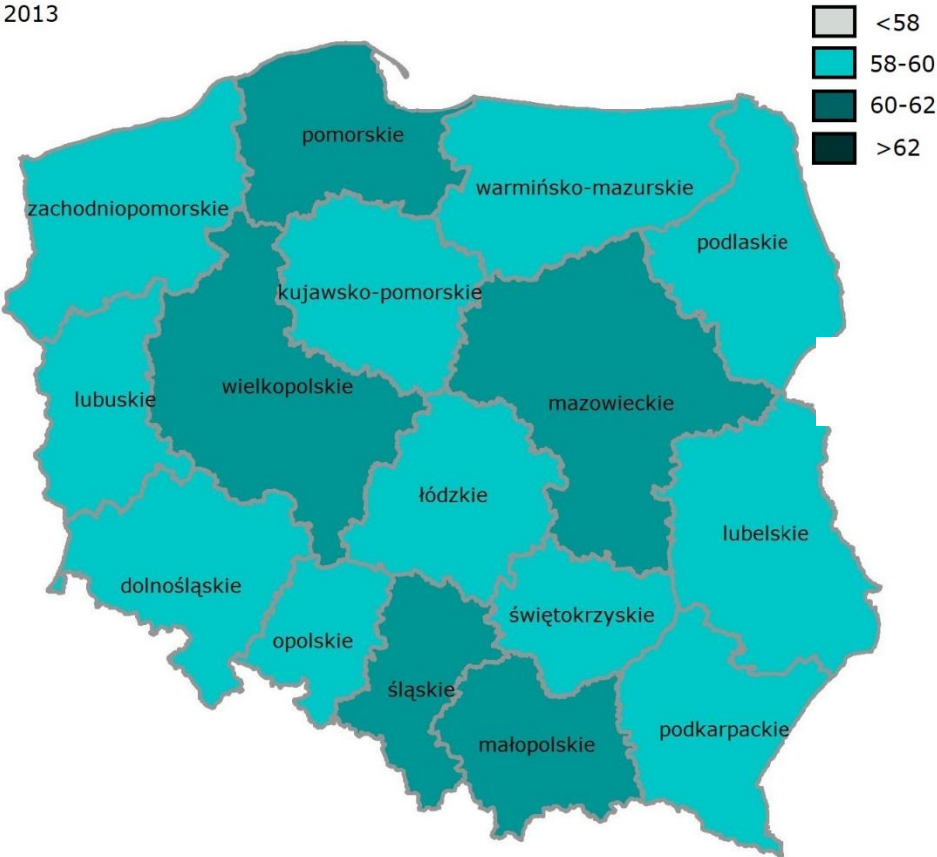 2013
<58
58-60
60-62
>62
pomorskie
warmińsko-mazurskie
zachodniopomorskie
podlaskie
kujawsko-pomorskie
wielkopolskie
lubuskie
mazowieckie
łódzkie
lubelskie
dolnośląskie
świętokrzyskie
opolskie
śląskie
podkarpackie
małopolskie